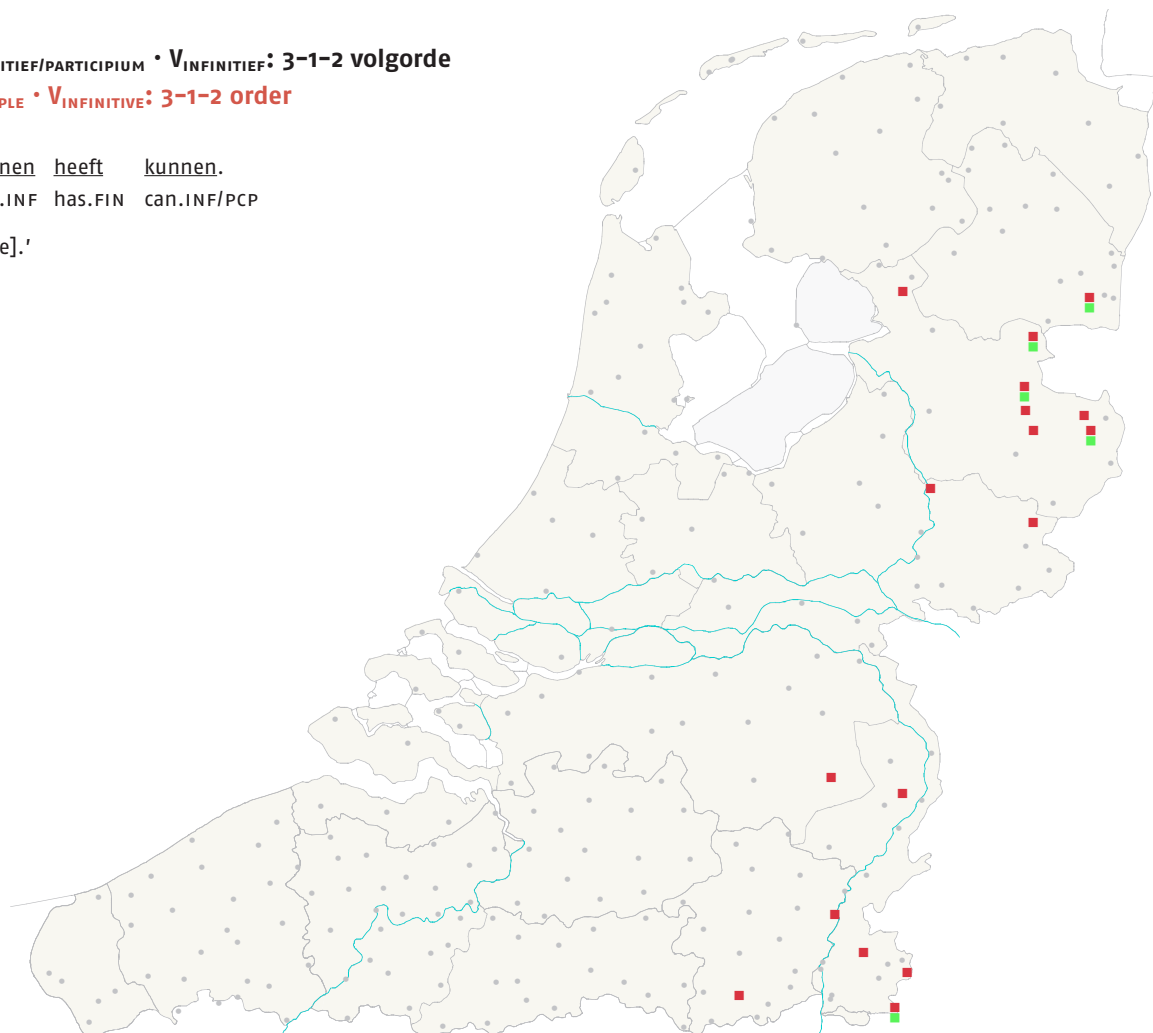 ITIEF/PARTICIPIUM · VINFINITIEF: 3-1-2 volgorde
PLE · VINFINITIVE: 3-1-2 order
nen heeft kunnen.
.INF has.FIN can.INF/PCP
e].'